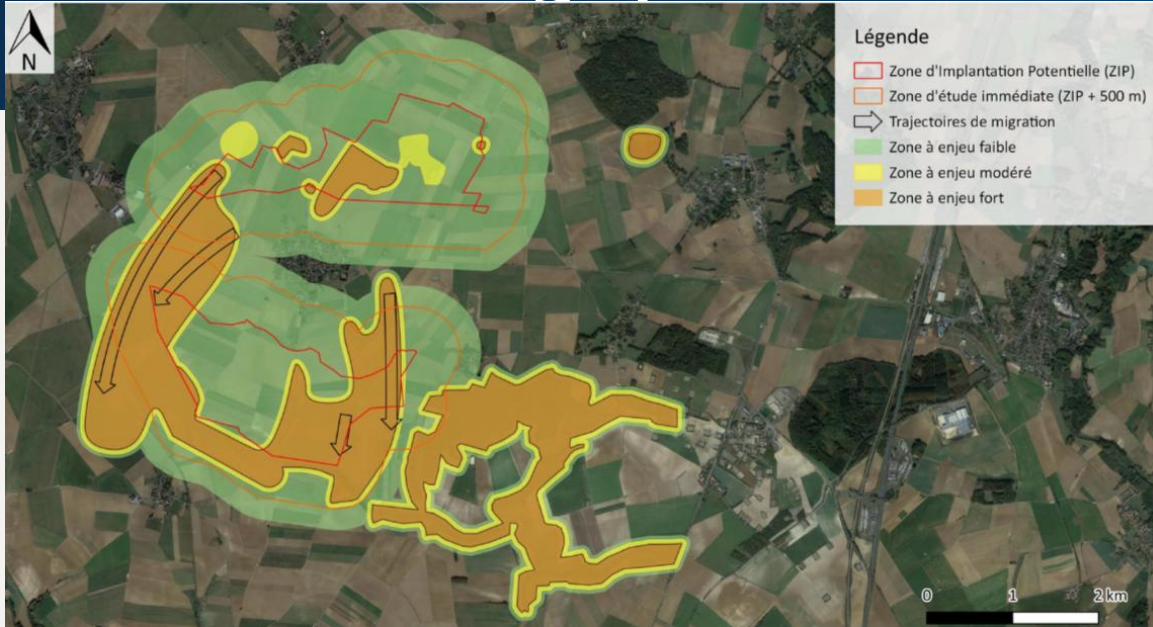 N
Légende
Zone d'Implantation Potentielle (ZIP)
Zone d'étude immédiate (ZIP + 500 m)
Trajectoires de migration
Zone à enjeu faible
Zone à enjeu modéré
Zone à enjeu fort
0 1 2 km